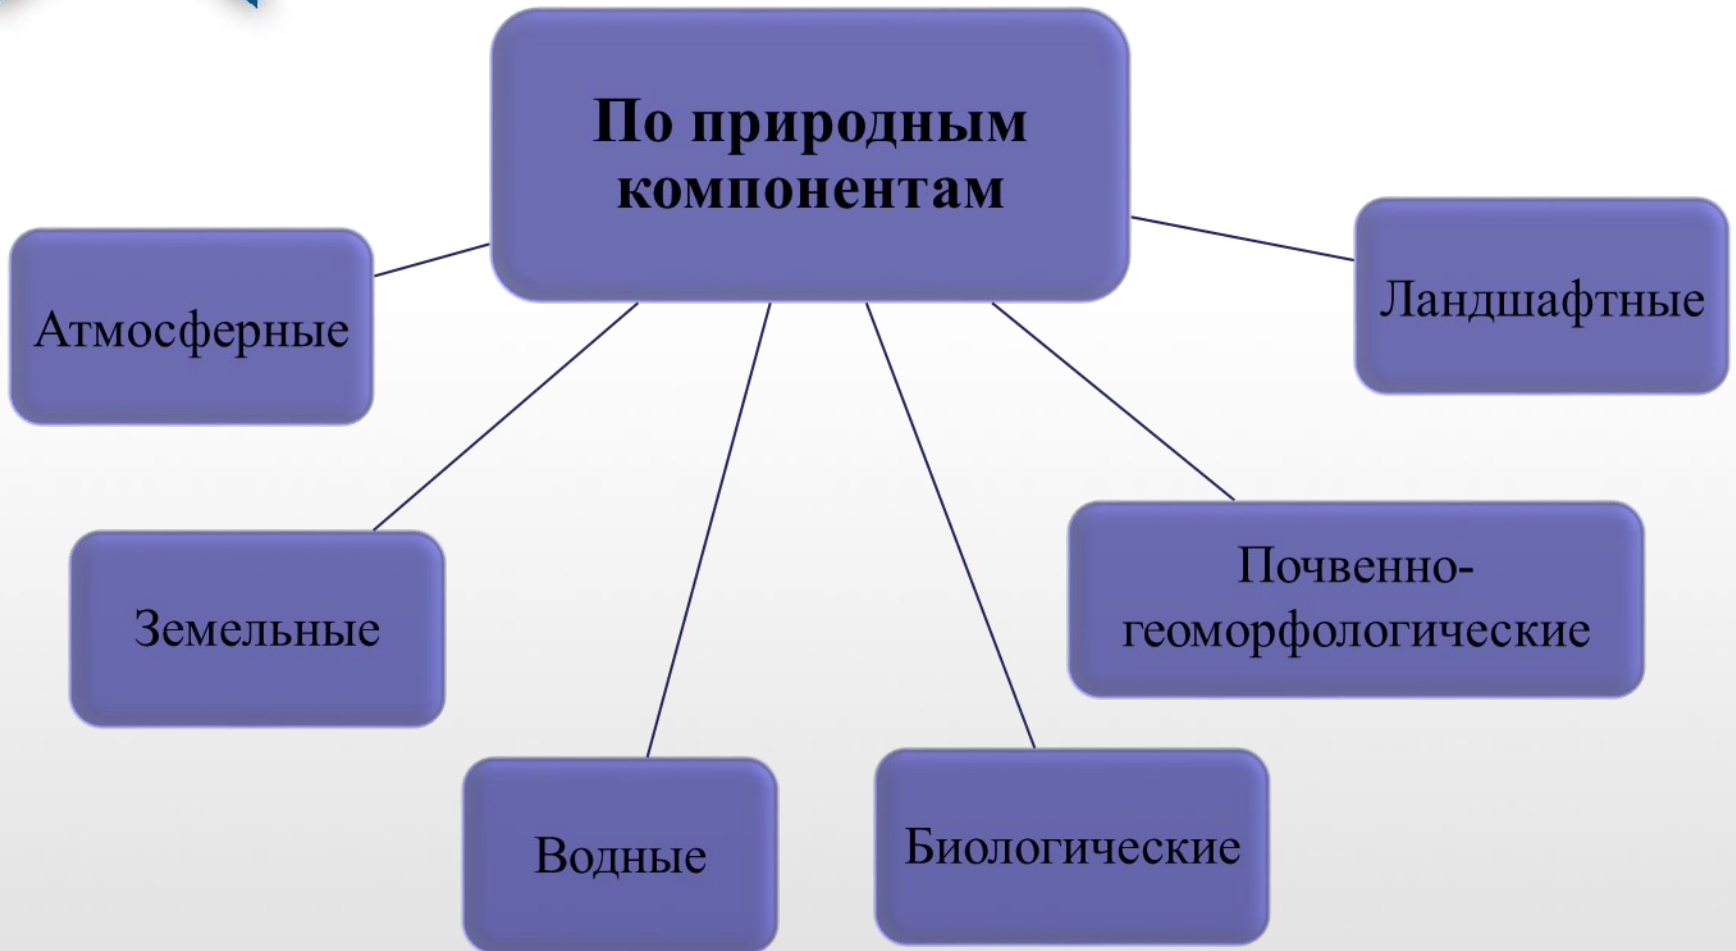 По природным
компонентам
Атмосферные
Ландшафтные
Земельные
Почвенно-
геоморфологические
Водные
Биологические